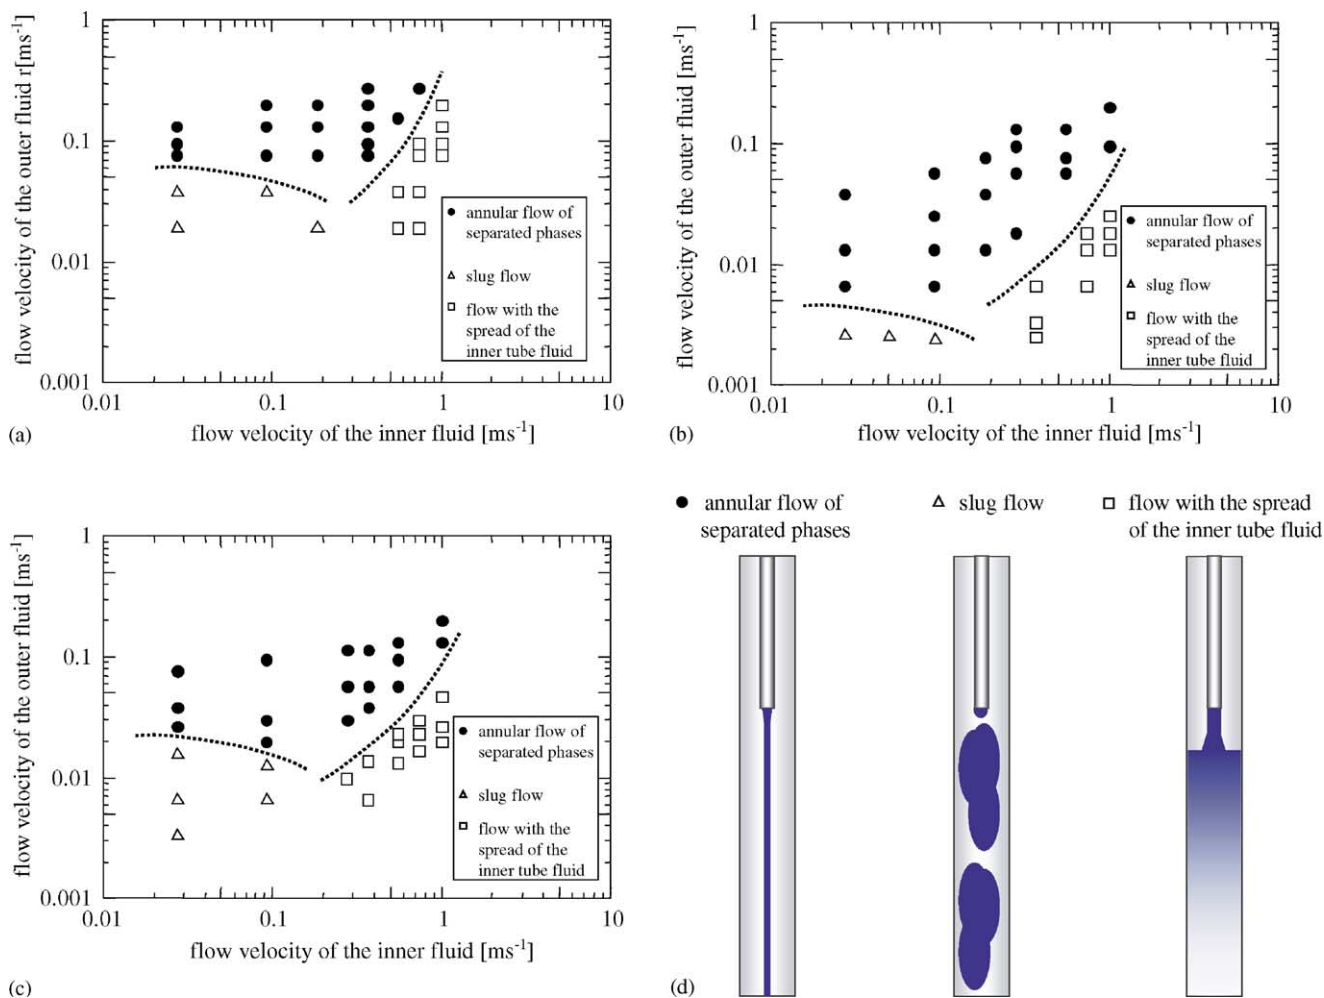 (a)
flow velocity of the outer fluid r[ms-1]
1
0.1
0.01
0.001
0.01
0.1
1
10
flow velocity of the inner fluid [ms-1]
annular flow of
separated phases
slug flow
flow with the
spread of the
inner tube fluid
(b)
flow velocity of the outer fluid [ms-1]
1
0.1
0.01
0.001
0.01
0.1
1
10
flow velocity of the inner fluid [ms-1]
annular flow of
separated phases
slug flow
flow with the
spread of the
inner tube fluid
(c)
flow velocity of the outer fluid [ms-1]
1
0.1
0.01
0.001
0.01
0.1
1
10
flow velocity of the inner fluid [ms-1]
annular flow of
separated phases
slug flow
flow with the
spread of the
inner tube fluid
(d)
annular flow of
separated phases
slug flow
flow with the spread
of the inner tube fluid